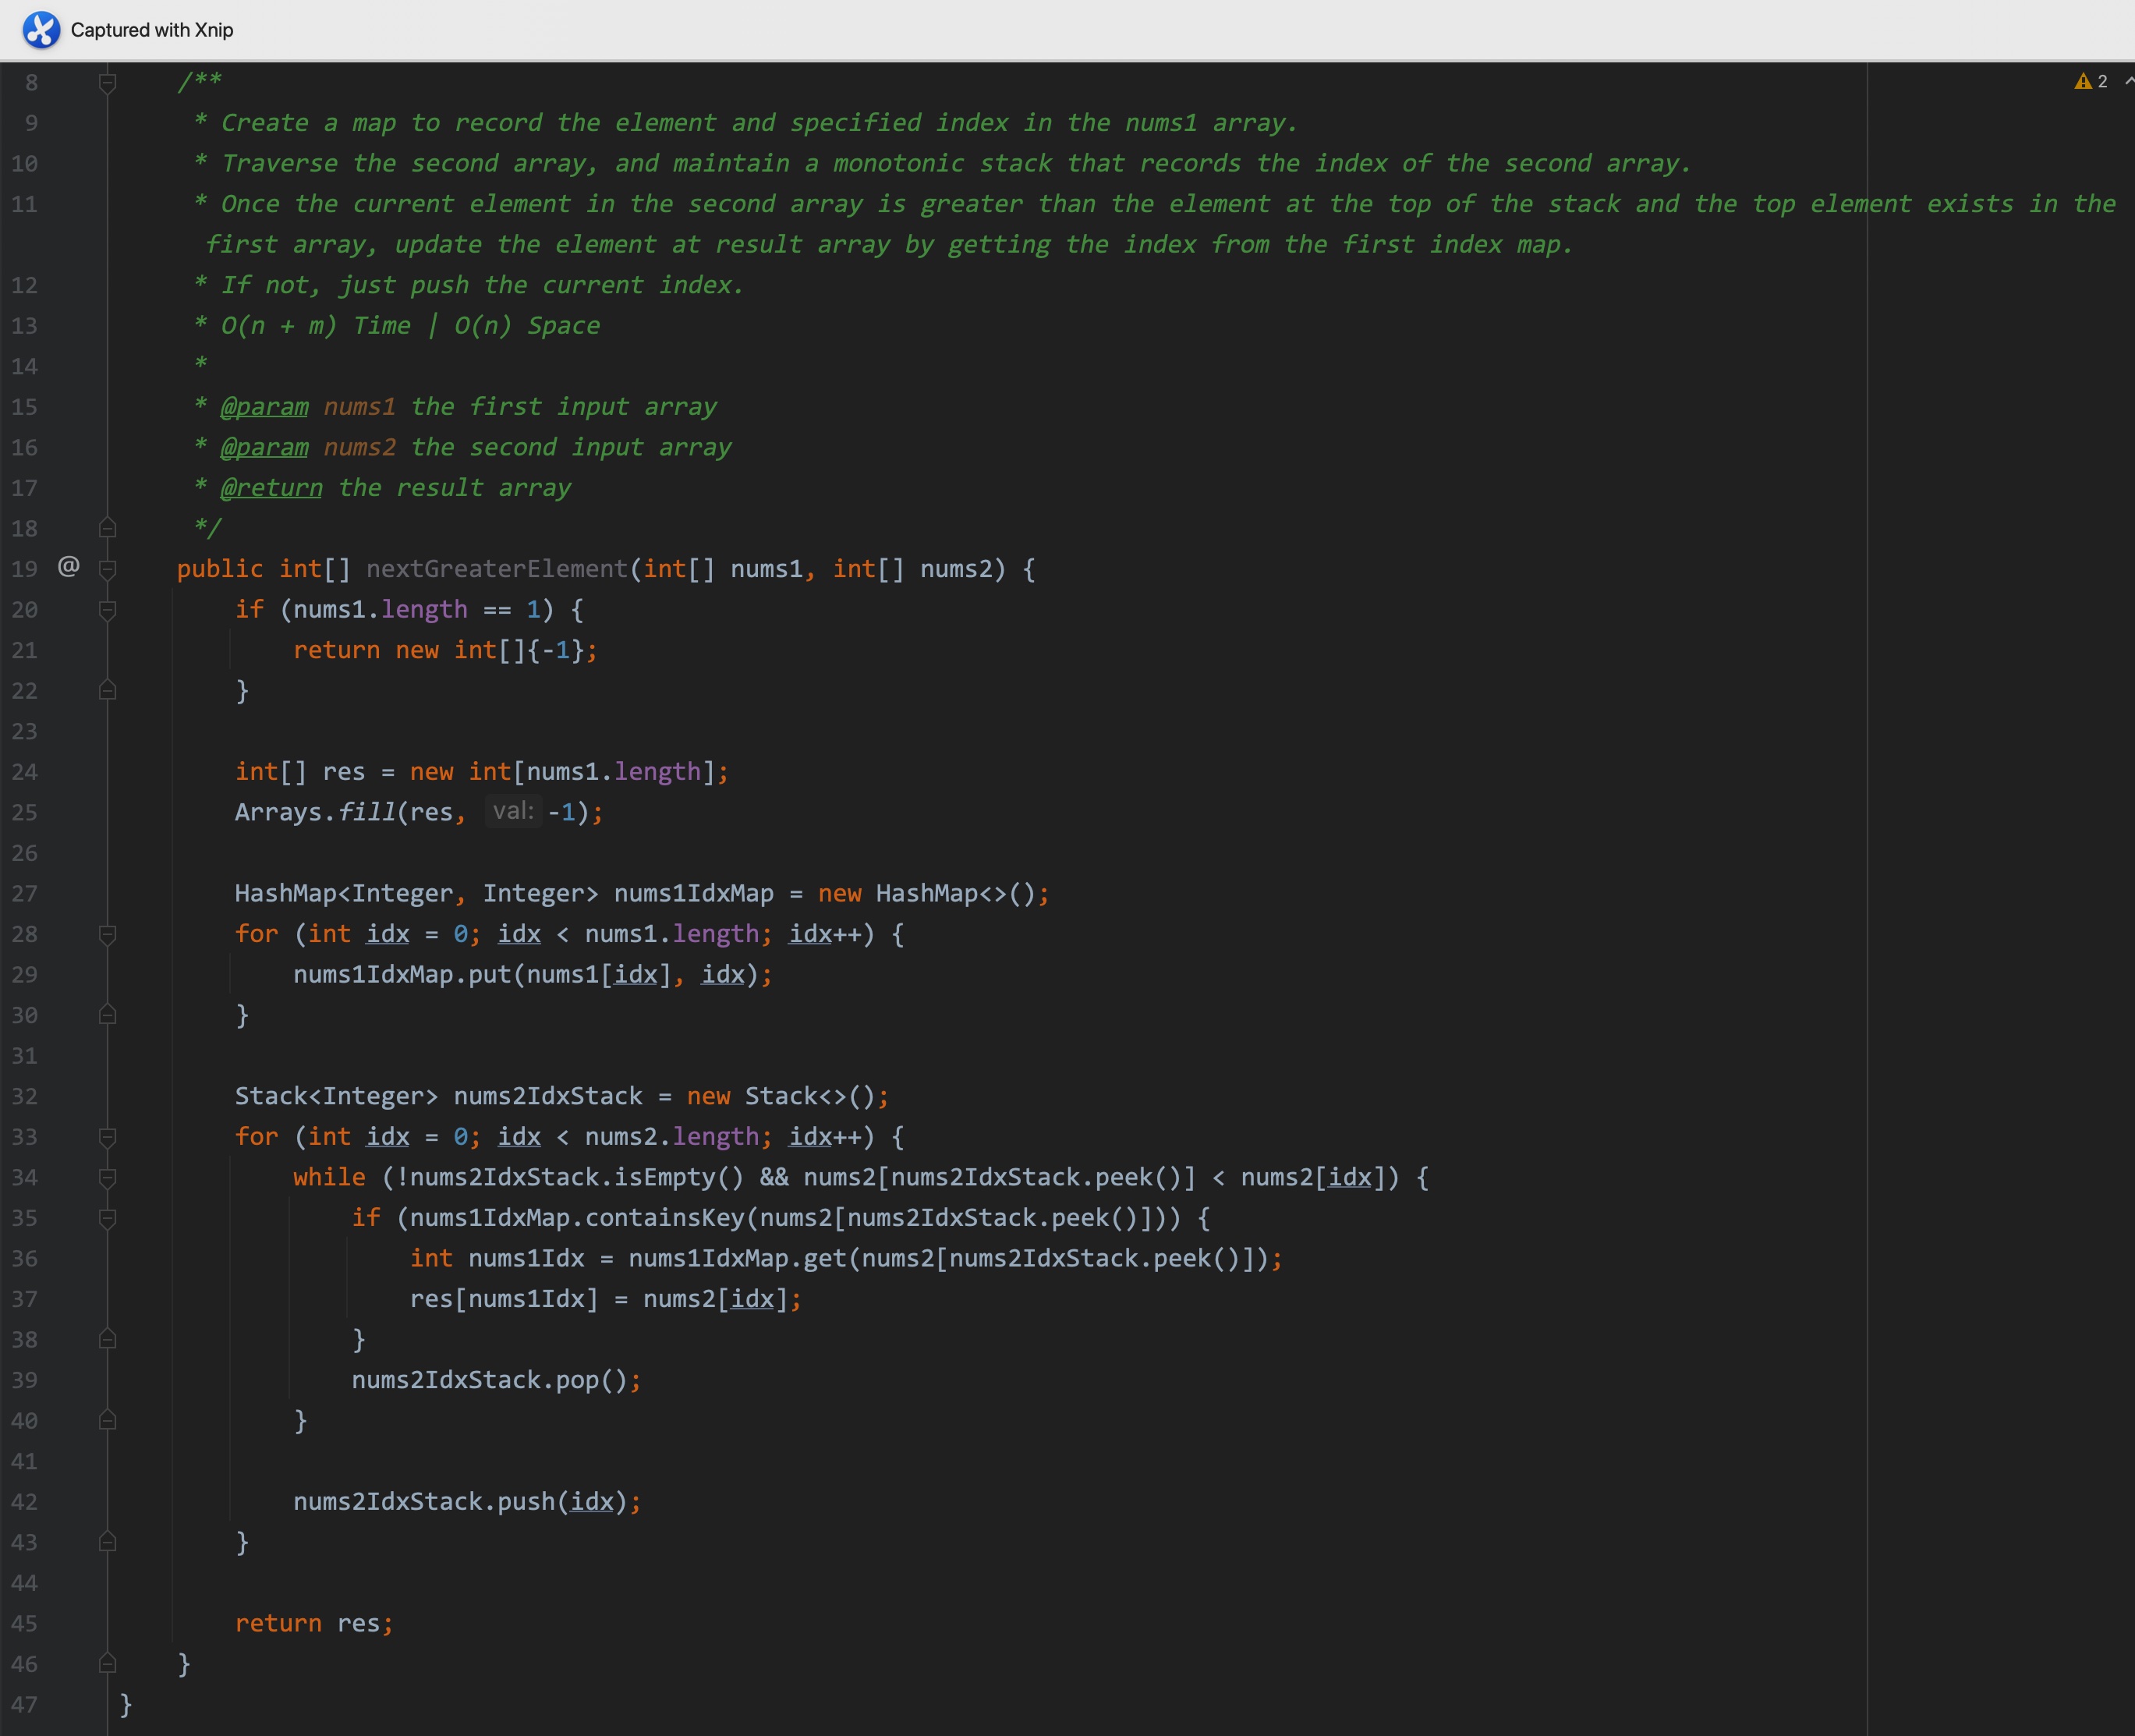 Captured with Xnip
2
8 /**
9 * Create a map to record the element and specified index in the nums1 array.
10 * Traverse the second array, and maintain a monotonic stack that records the index of the second array.
11 * Once the current element in the second array is greater than the element at the top of the stack and the top element exists in the
first array, update the element at result array by getting the index from the first index map.
12 * If not, just push the current index.
13 * O(n + m) Time | O(n) Space
14 *
15 * @param nums1 the first input array
16 * @param nums2 the second input array
17 * @return the result array
18 */
19 @ public int[] nextGreaterElement(int[] nums1, int[] nums2) {
20 if (nums1.length == 1) {
21 return new int[]{-1};
22 }
23
24 int[] res = new int[nums1.length];
25 Arrays.fill(res, val: -1);
26
27 HashMap<Integer, Integer> nums1IdxMap = new HashMap<>();
28 for (int idx = 0; idx < nums1.length; idx++) {
29 nums1IdxMap.put(nums1[idx], idx);
30 }
31
32 Stack<Integer> nums2IdxStack = new Stack<>();
33 for (int idx = 0; idx < nums2.length; idx++) {
34 while (!nums2IdxStack.isEmpty() && nums2[nums2IdxStack.peek()] < nums2[idx]) {
35 if (nums1IdxMap.containsKey(nums2[nums2IdxStack.peek()])) {
36 int nums1Idx = nums1IdxMap.get(nums2[nums2IdxStack.peek()]);
37 res[nums1Idx] = nums2[idx];
38 }
39 nums2IdxStack.pop();
40 }
41
42 nums2IdxStack.push(idx);
43 }
44
45 return res;
46 }
47 }